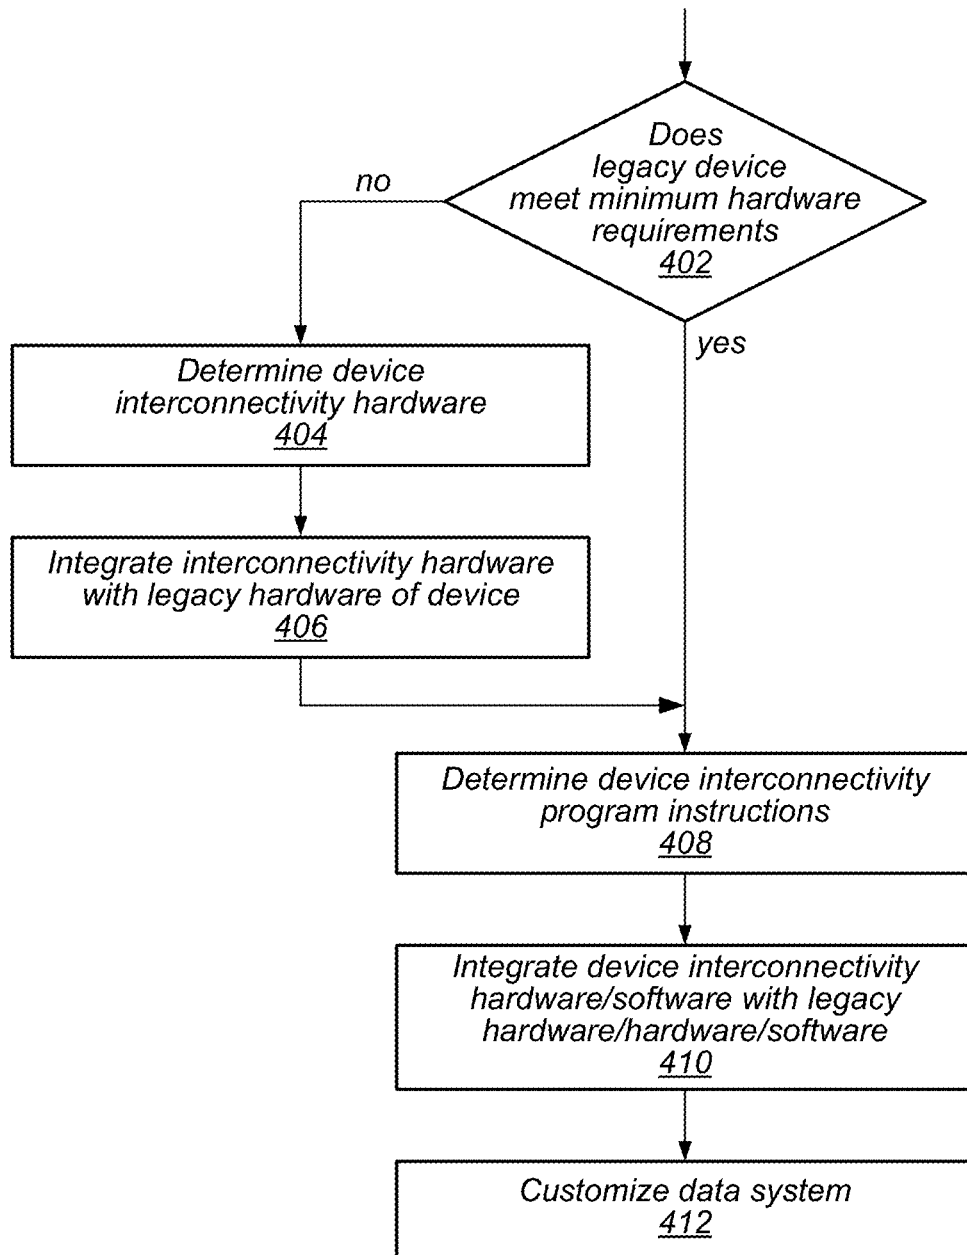 Does
legacy device
meet minimum hardware
requirements
402
no
yes
Determine device
interconnectivity hardware
404
Integrate interconnectivity hardware
with legacy hardware of device
406
Determine device interconnectivity
program instructions
408
Integrate device interconnectivity
hardware/software with legacy
hardware/hardware/software
410
Customize data system
412